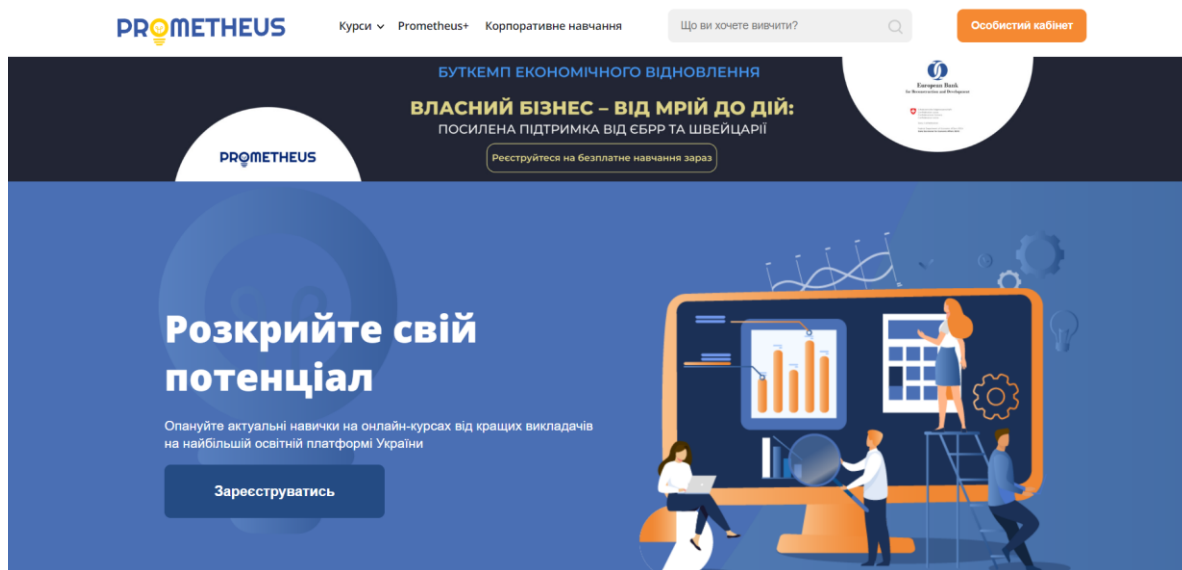 PROMETHEUS
Курси
Prometheus+
Корпоративне навчання
Що ви хочете вивчити?
Особистий кабінет
БУТКЕМП ЕКОНОМІЧНОГО ВІДНОВЛЕННЯ
ВЛАСНИЙ БІЗНЕС – ВІД МРІЙ ДО ДІЙ:
ПОСИЛЕНА ПІДТРИМКА ВІД ЄБРР ТА ШВЕЙЦАРІЇ
Реєструйтеся на безплатне навчання зараз
PROMETHEUS
European Bank
for Reconstruction and Development
Розкрийте свій
потенціал
Опануйте актуальні навички на онлайн-курсах від кращих викладачів
на найбільшій освітній платформі України
Зареєструватись